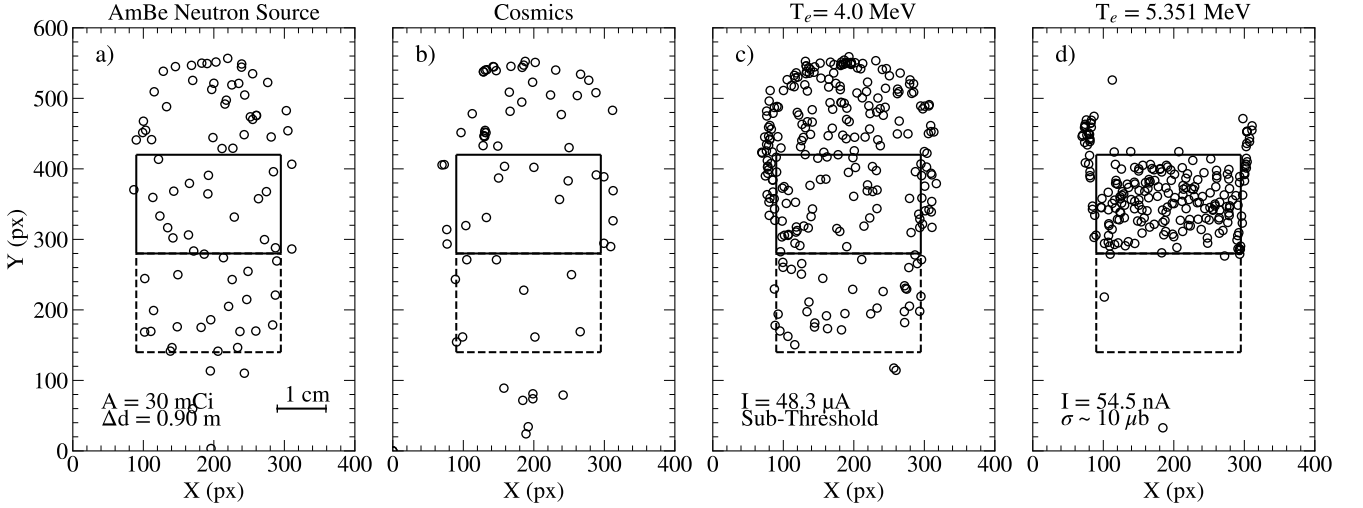 AmBe Neutron Source
Cosmics
T_e= 4.0 MeV
T_e = 5.351 MeV
a)
b)
c)
d)
Y (px)
600
500
400
300
200
100
0
A = 30 mCi
Δd = 0.90 m
1 cm
I = 48.3 μA
Sub-Threshold
I = 54.5 nA
σ ~ 10 μb
0 100 200 300 400
0 100 200 300 400
0 100 200 300 400
0 100 200 300 400
X (px)
X (px)
X (px)
X (px)